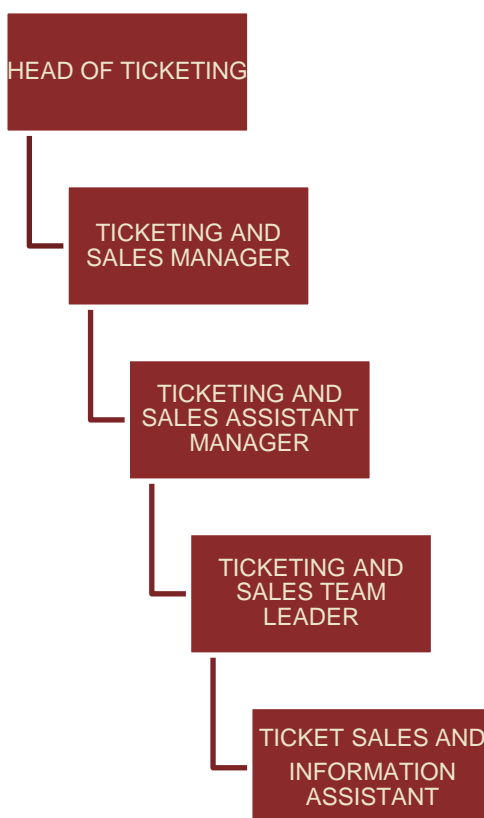 HEAD OF TICKETING
TICKETING AND
SALES MANAGER
TICKETING AND
SALES ASSISTANT
MANAGER
TICKETING AND
SALES TEAM
LEADER
TICKET SALES AND
INFORMATION
ASSISTANT